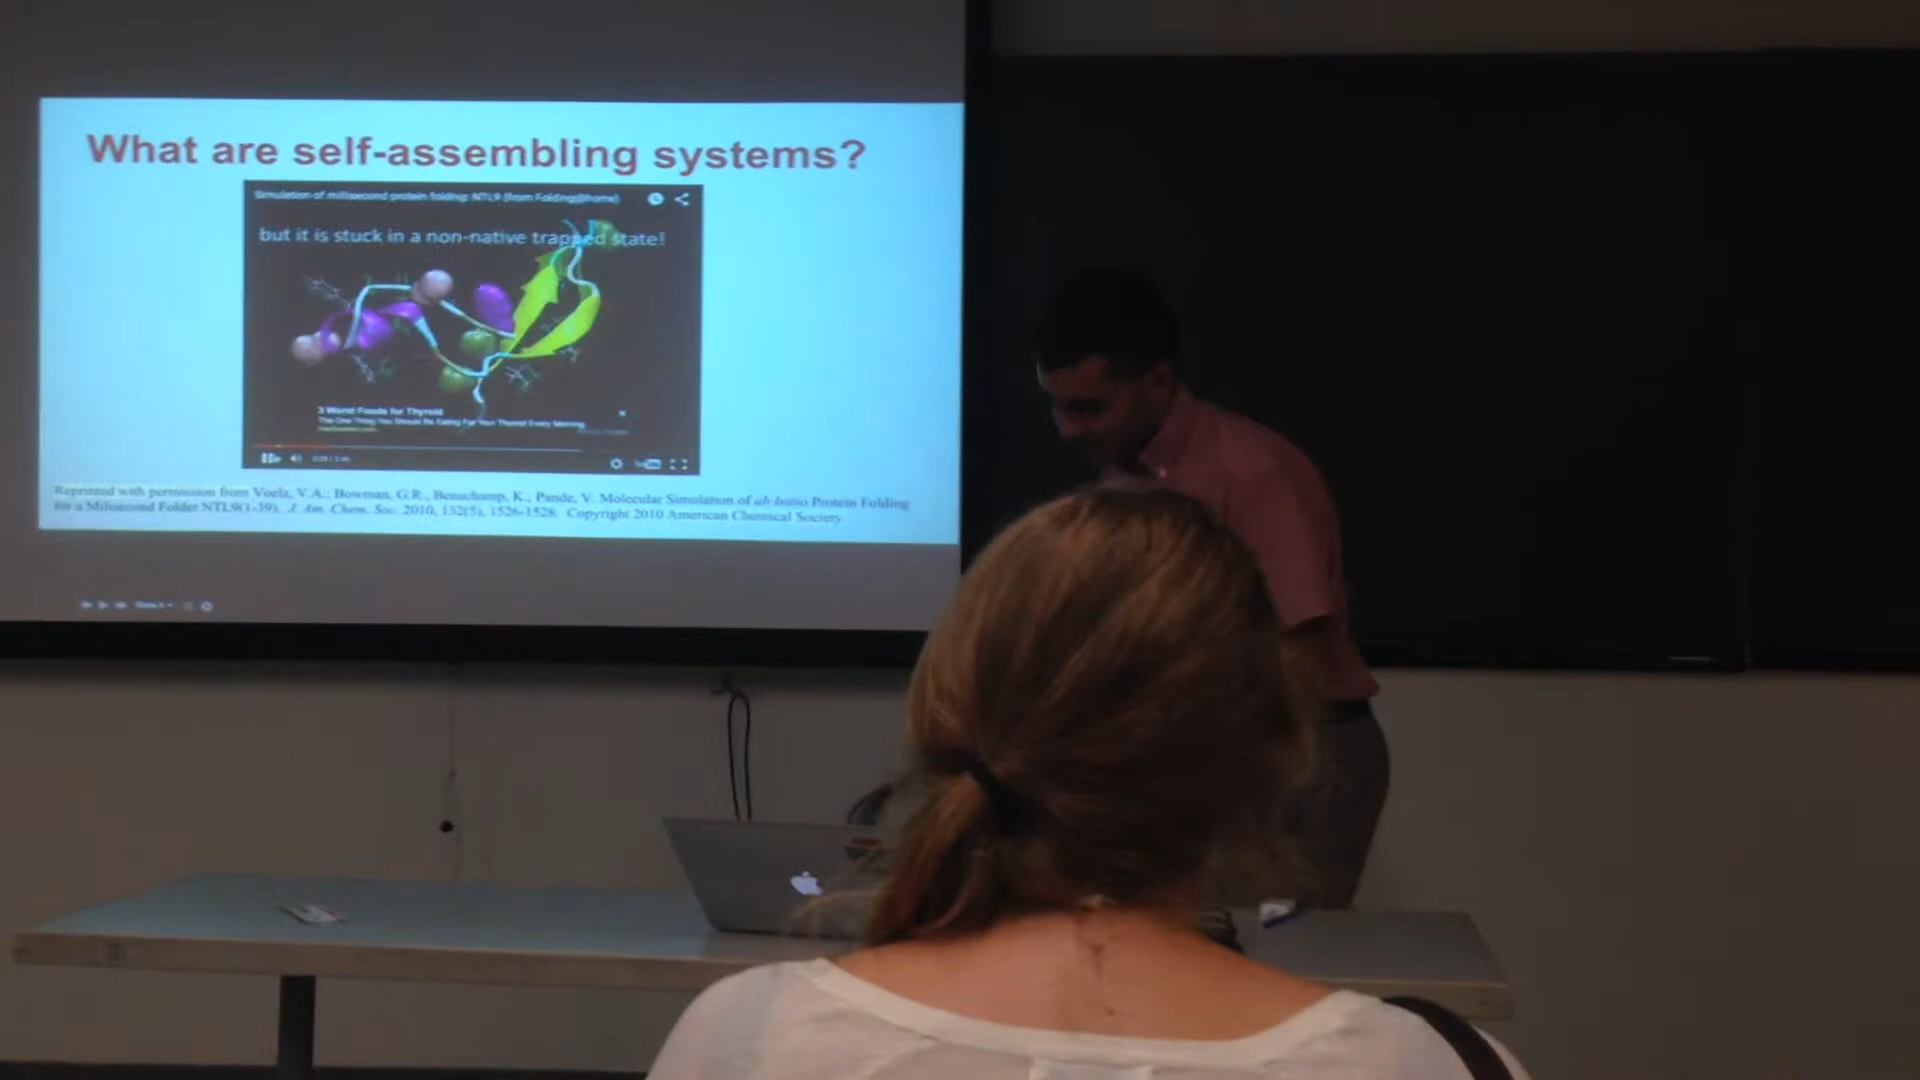 What are self-assembling systems?
Simulation of millisecond protein folding: NTL9 (from Folding@home)
but it is stuck in a non-native trapped state!
3 Worst Foods for Thyroid
The One Thing You Should Be Eating For Your Thyroid Every Morning
Reprinted with permission from Voelz, V.A.; Bowman, G.R., Beauchamp, K.; Pande, V. Molecular Simulation of ab Initio Protein Folding
for a Milisecond Folder NTL9(1-39). J. Am. Chem. Soc. 2010, 132(5), 1526-1528. Copyright 2010 American Chemical Society